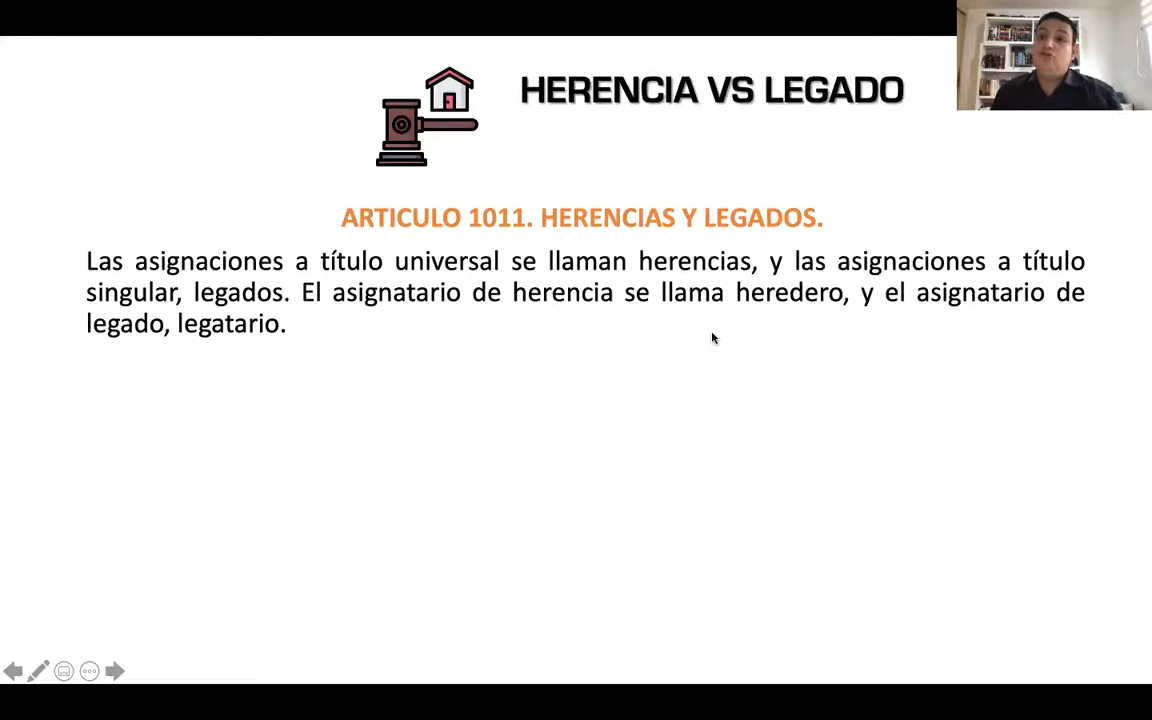 HERENCIA VS LEGADO
ARTICULO 1011. HERENCIAS Y LEGADOS.
Las asignaciones a título universal se llaman herencias, y las asignaciones a título
singular, legados. El asignatario de herencia se llama heredero, y el asignatario de
legado, legatario.